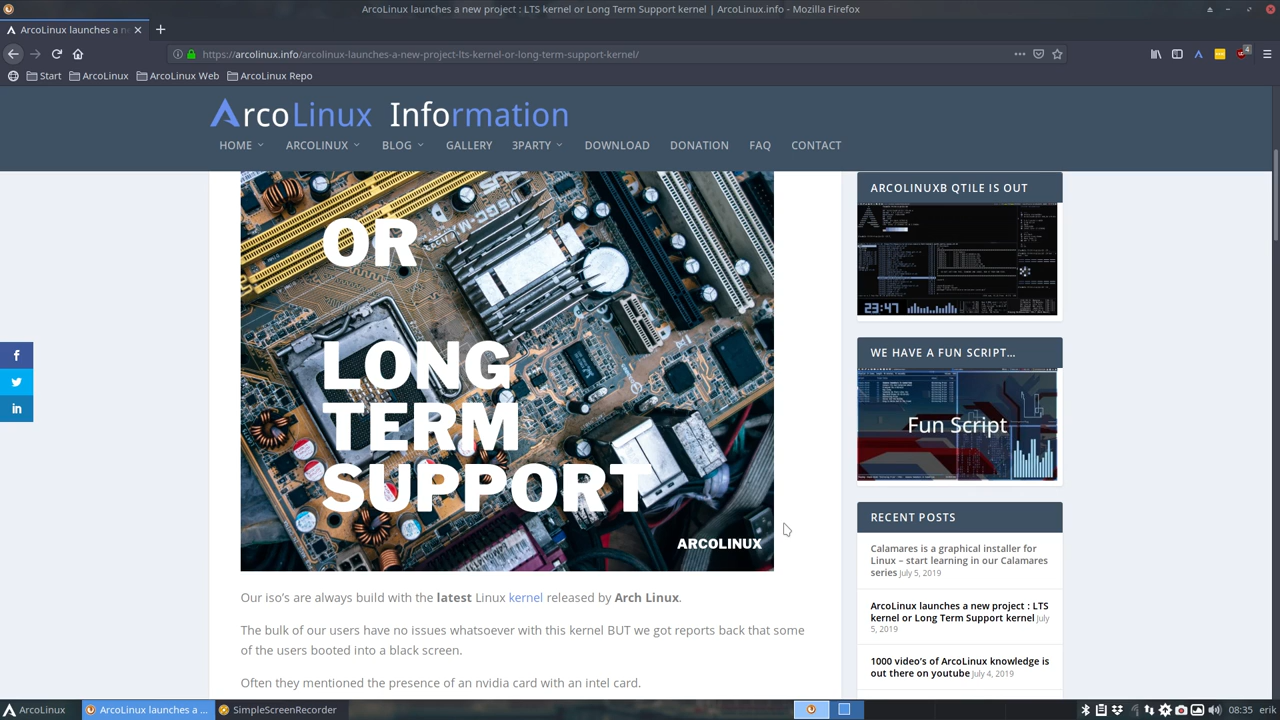 ArcoLinux launches a new project : LTS kernel or Long Term Support kernel | ArcoLinux.info - Mozilla Firefox
ArcoLinux launches a n
https://arcolinux.info/arcolinux-launches-a-new-project-lts-kernel-or-long-term-support-kernel/
4
Start ArcoLinux ArcoLinux Web ArcoLinux Repo
ArcoLinux Information
HOME ARCOLINUX BLOG GALLERY 3PARTY DOWNLOAD DONATION FAQ CONTACT
OR
LONG
TERM
SUPPORT
ARCOLINUX
Our iso's are always build with the latest Linux kernel released by Arch Linux.
The bulk of our users have no issues whatsoever with this kernel BUT we got reports back that some
of the users booted into a black screen.
Often they mentioned the presence of an nvidia card with an intel card.
ARCOLINUXB QTILE IS OUT
23:47
WE HAVE A FUN SCRIPT...
Fun Script
RECENT POSTS
Calamares is a graphical installer for
Linux – start learning in our Calamares
series July 5, 2019
ArcoLinux launches a new project : LTS
kernel or Long Term Support kernel July
5, 2019
1000 video's of ArcoLinux knowledge is
out there on youtube July 4, 2019
ArcoLinux ArcoLinux launches a ... SimpleScreenRecorder 08:35 erik